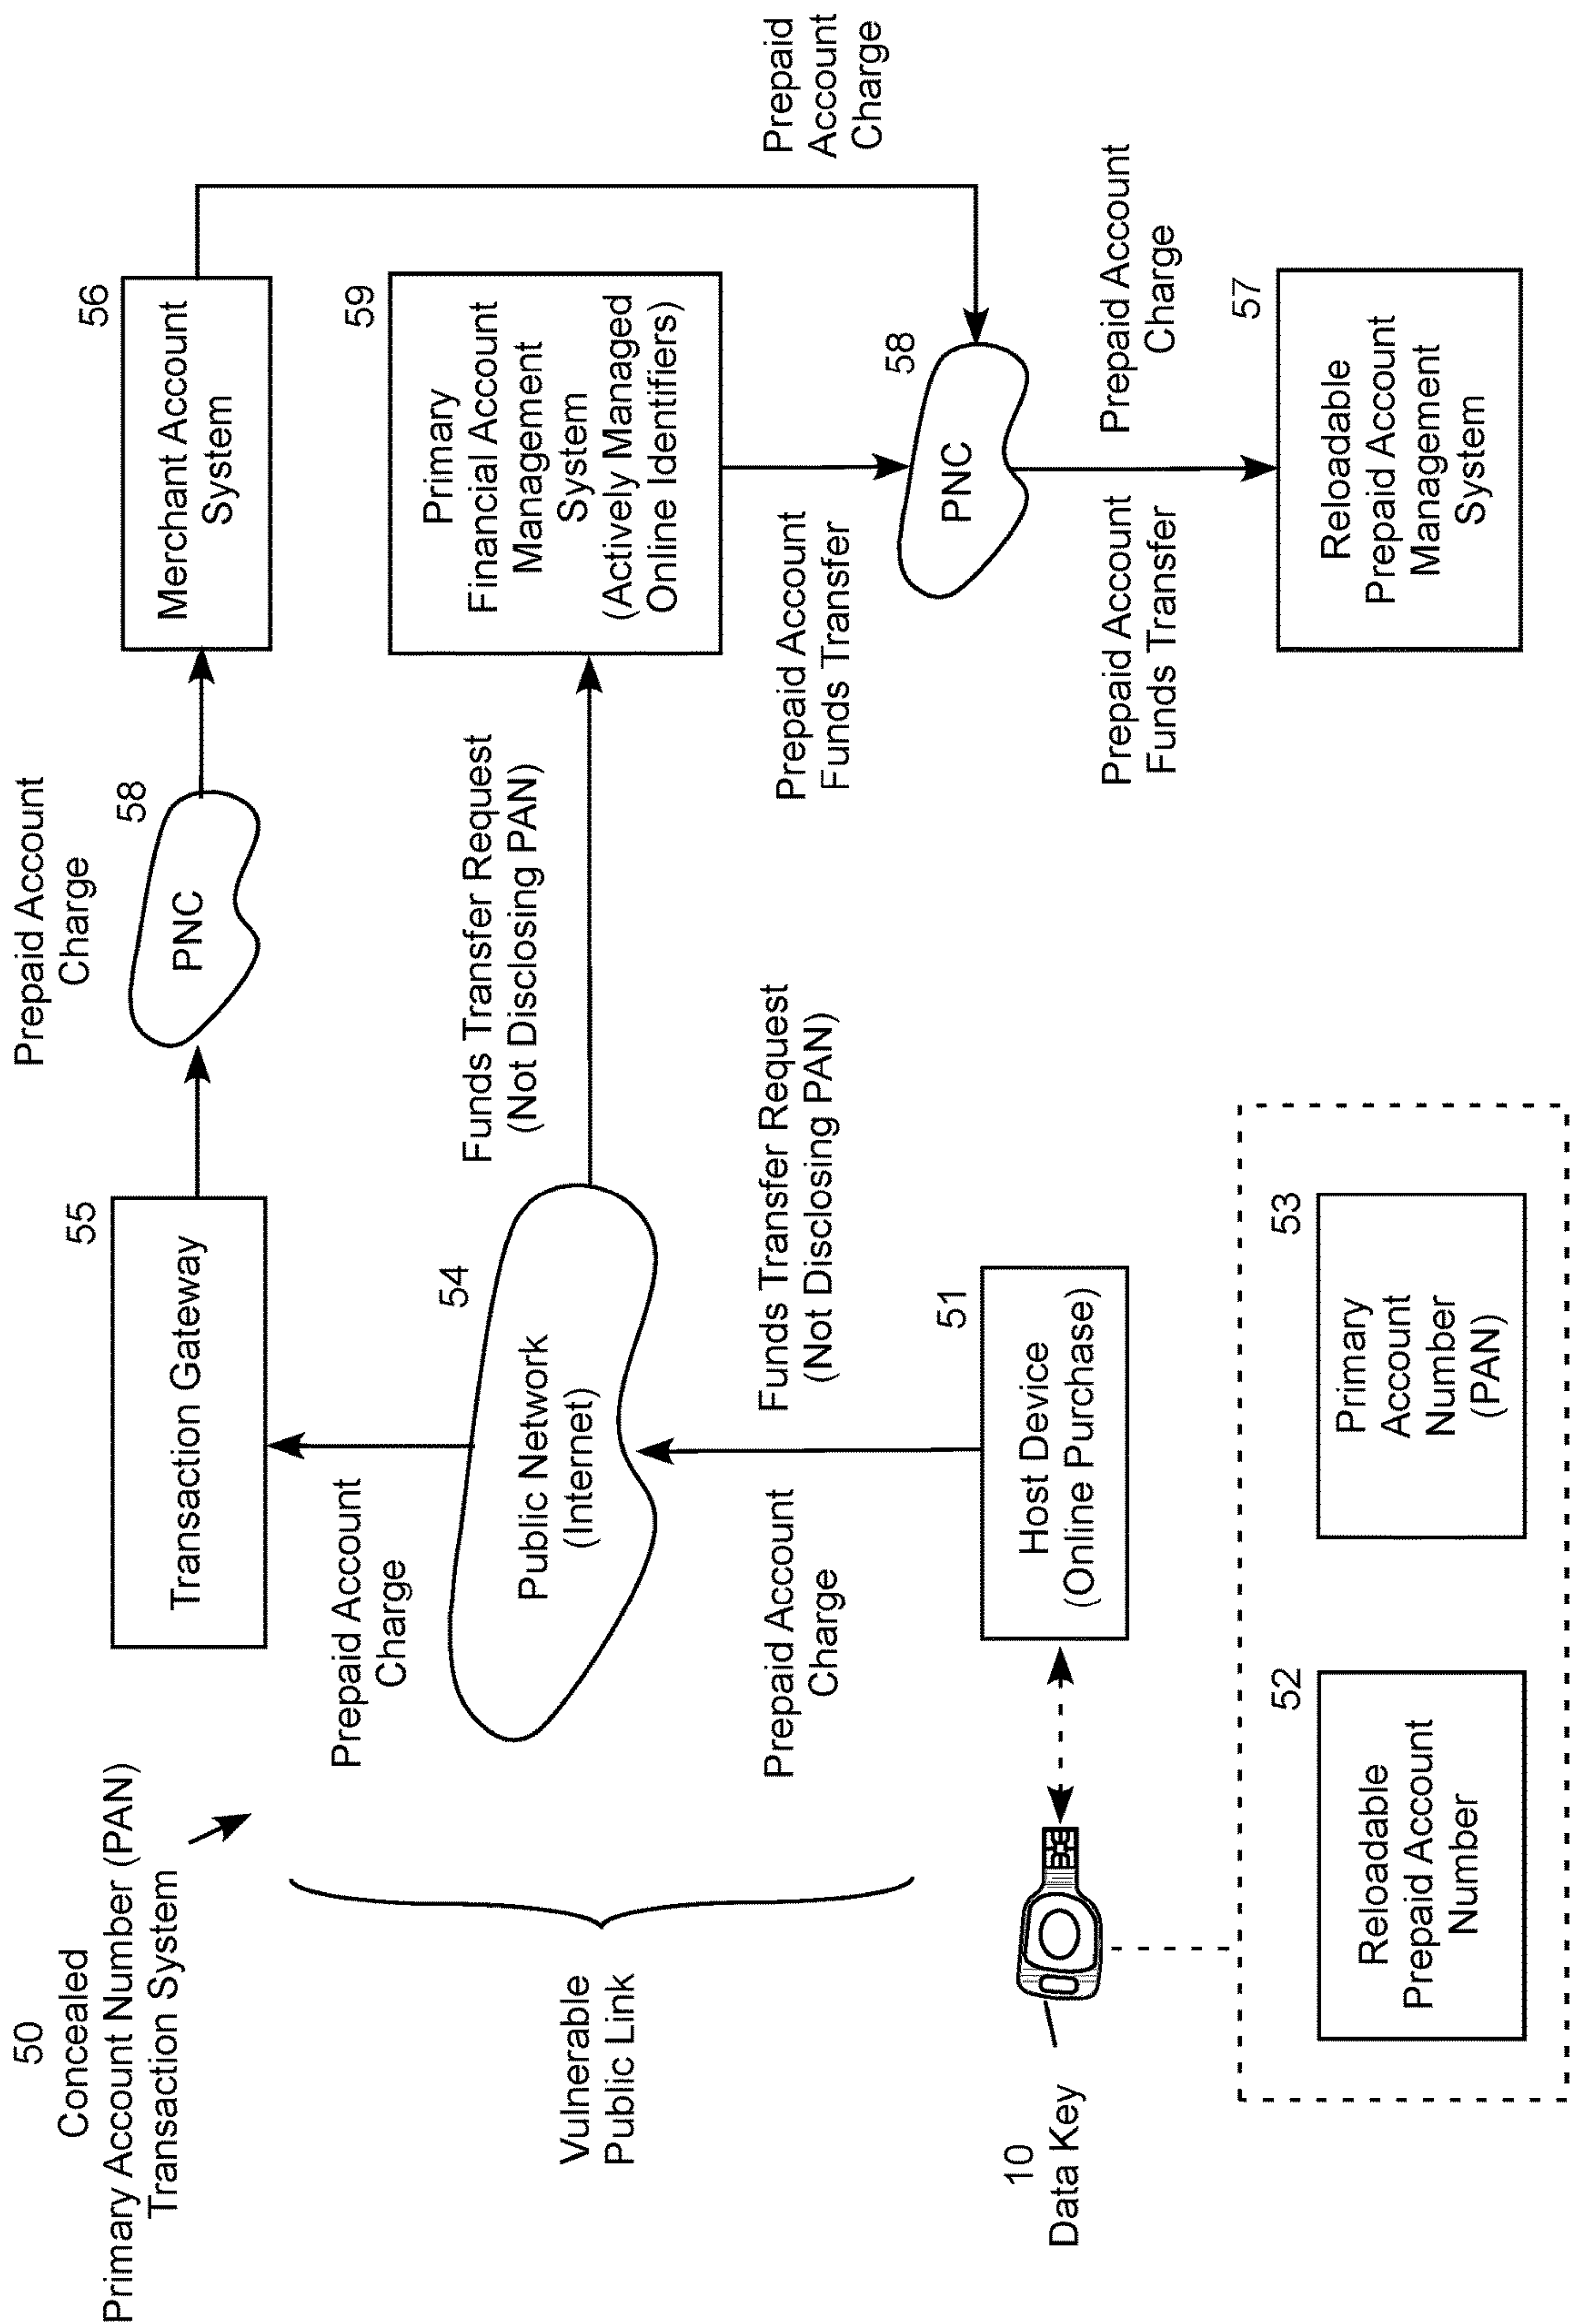 50
Concealed
Primary Account Number (PAN)
Transaction System
Vulnerable
Public Link
10
Data Key
55
Transaction Gateway
Prepaid Account
Charge
54
Public Network
(Internet)
Prepaid Account
Charge
Funds Transfer Request
(Not Disclosing PAN)
51
Host Device
(Online Purchase)
52
Reloadable
Prepaid Account
Number
53
Primary
Account
Number
(PAN)
Prepaid Account
Charge
58
PNC
Funds Transfer Request
(Not Disclosing PAN)
56
Merchant Account
System
59
Primary
Financial Account
Management
System
(Actively Managed
Online Identifiers)
Prepaid
Account
Charge
Prepaid Account
Funds Transfer
58
PNC
Prepaid Account
Funds Transfer
Prepaid Account
Charge
57
Reloadable
Prepaid Account
Management
System